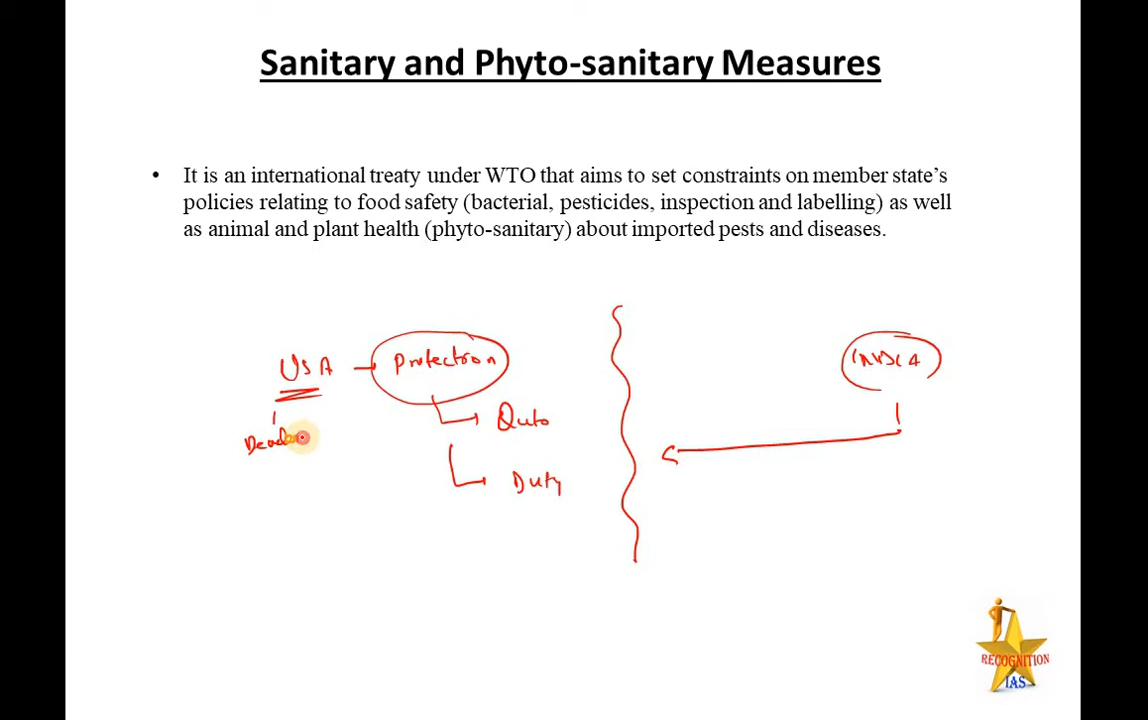 Sanitary and Phyto-sanitary Measures
• It is an international treaty under WTO that aims to set constraints on member state’s
policies relating to food safety (bacterial, pesticides, inspection and labelling) as well
as animal and plant health (phyto-sanitary) about imported pests and diseases.
USA
Protection
INDIA
Quto
Duty
RECOGNITION
IAS